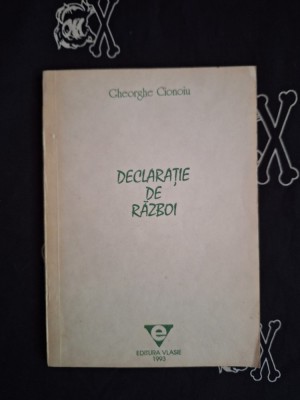 Gheorghe Cionoiu
DECLARAȚIE
DE
RĂZBOI
e
EDITURA VLASIE
1993